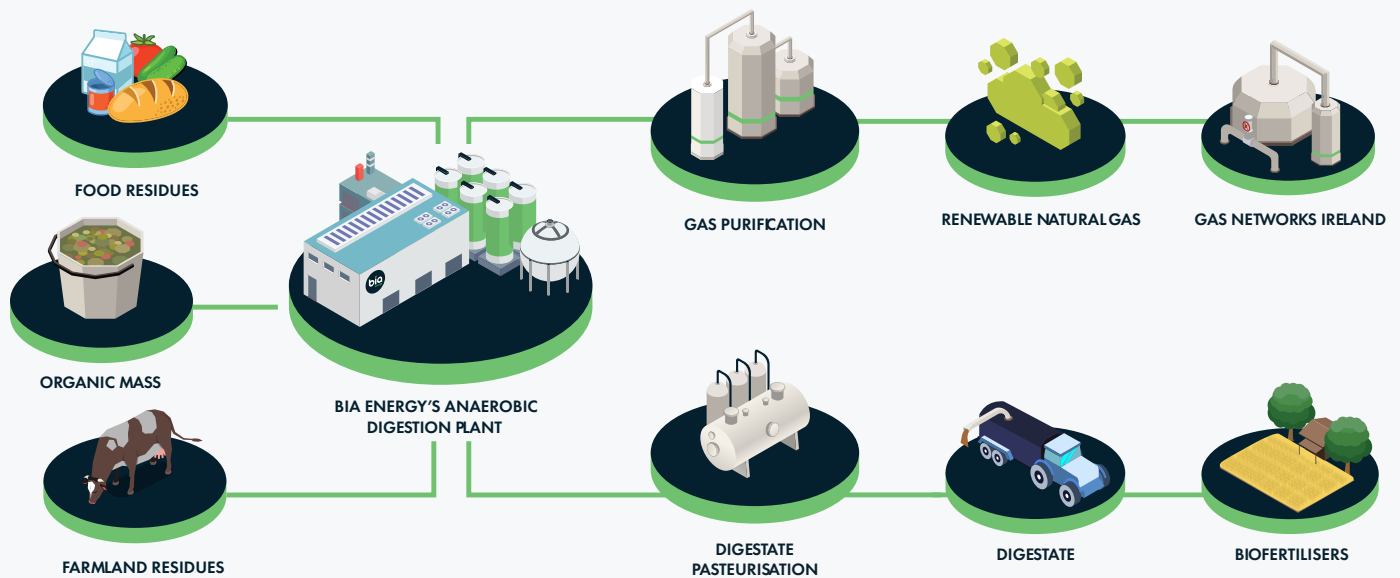 FOOD RESIDUES
GAS PURIFICATION
RENEWABLE NATURAL GAS
GAS NETWORKS IRELAND
bia
ORGANIC MASS
BIA ENERGY'S ANAEROBIC
DIGESTION PLANT
FARMLAND RESIDUES
DIGESTATE
PASTEURISATION
DIGESTATE
BIOFERTILISERS